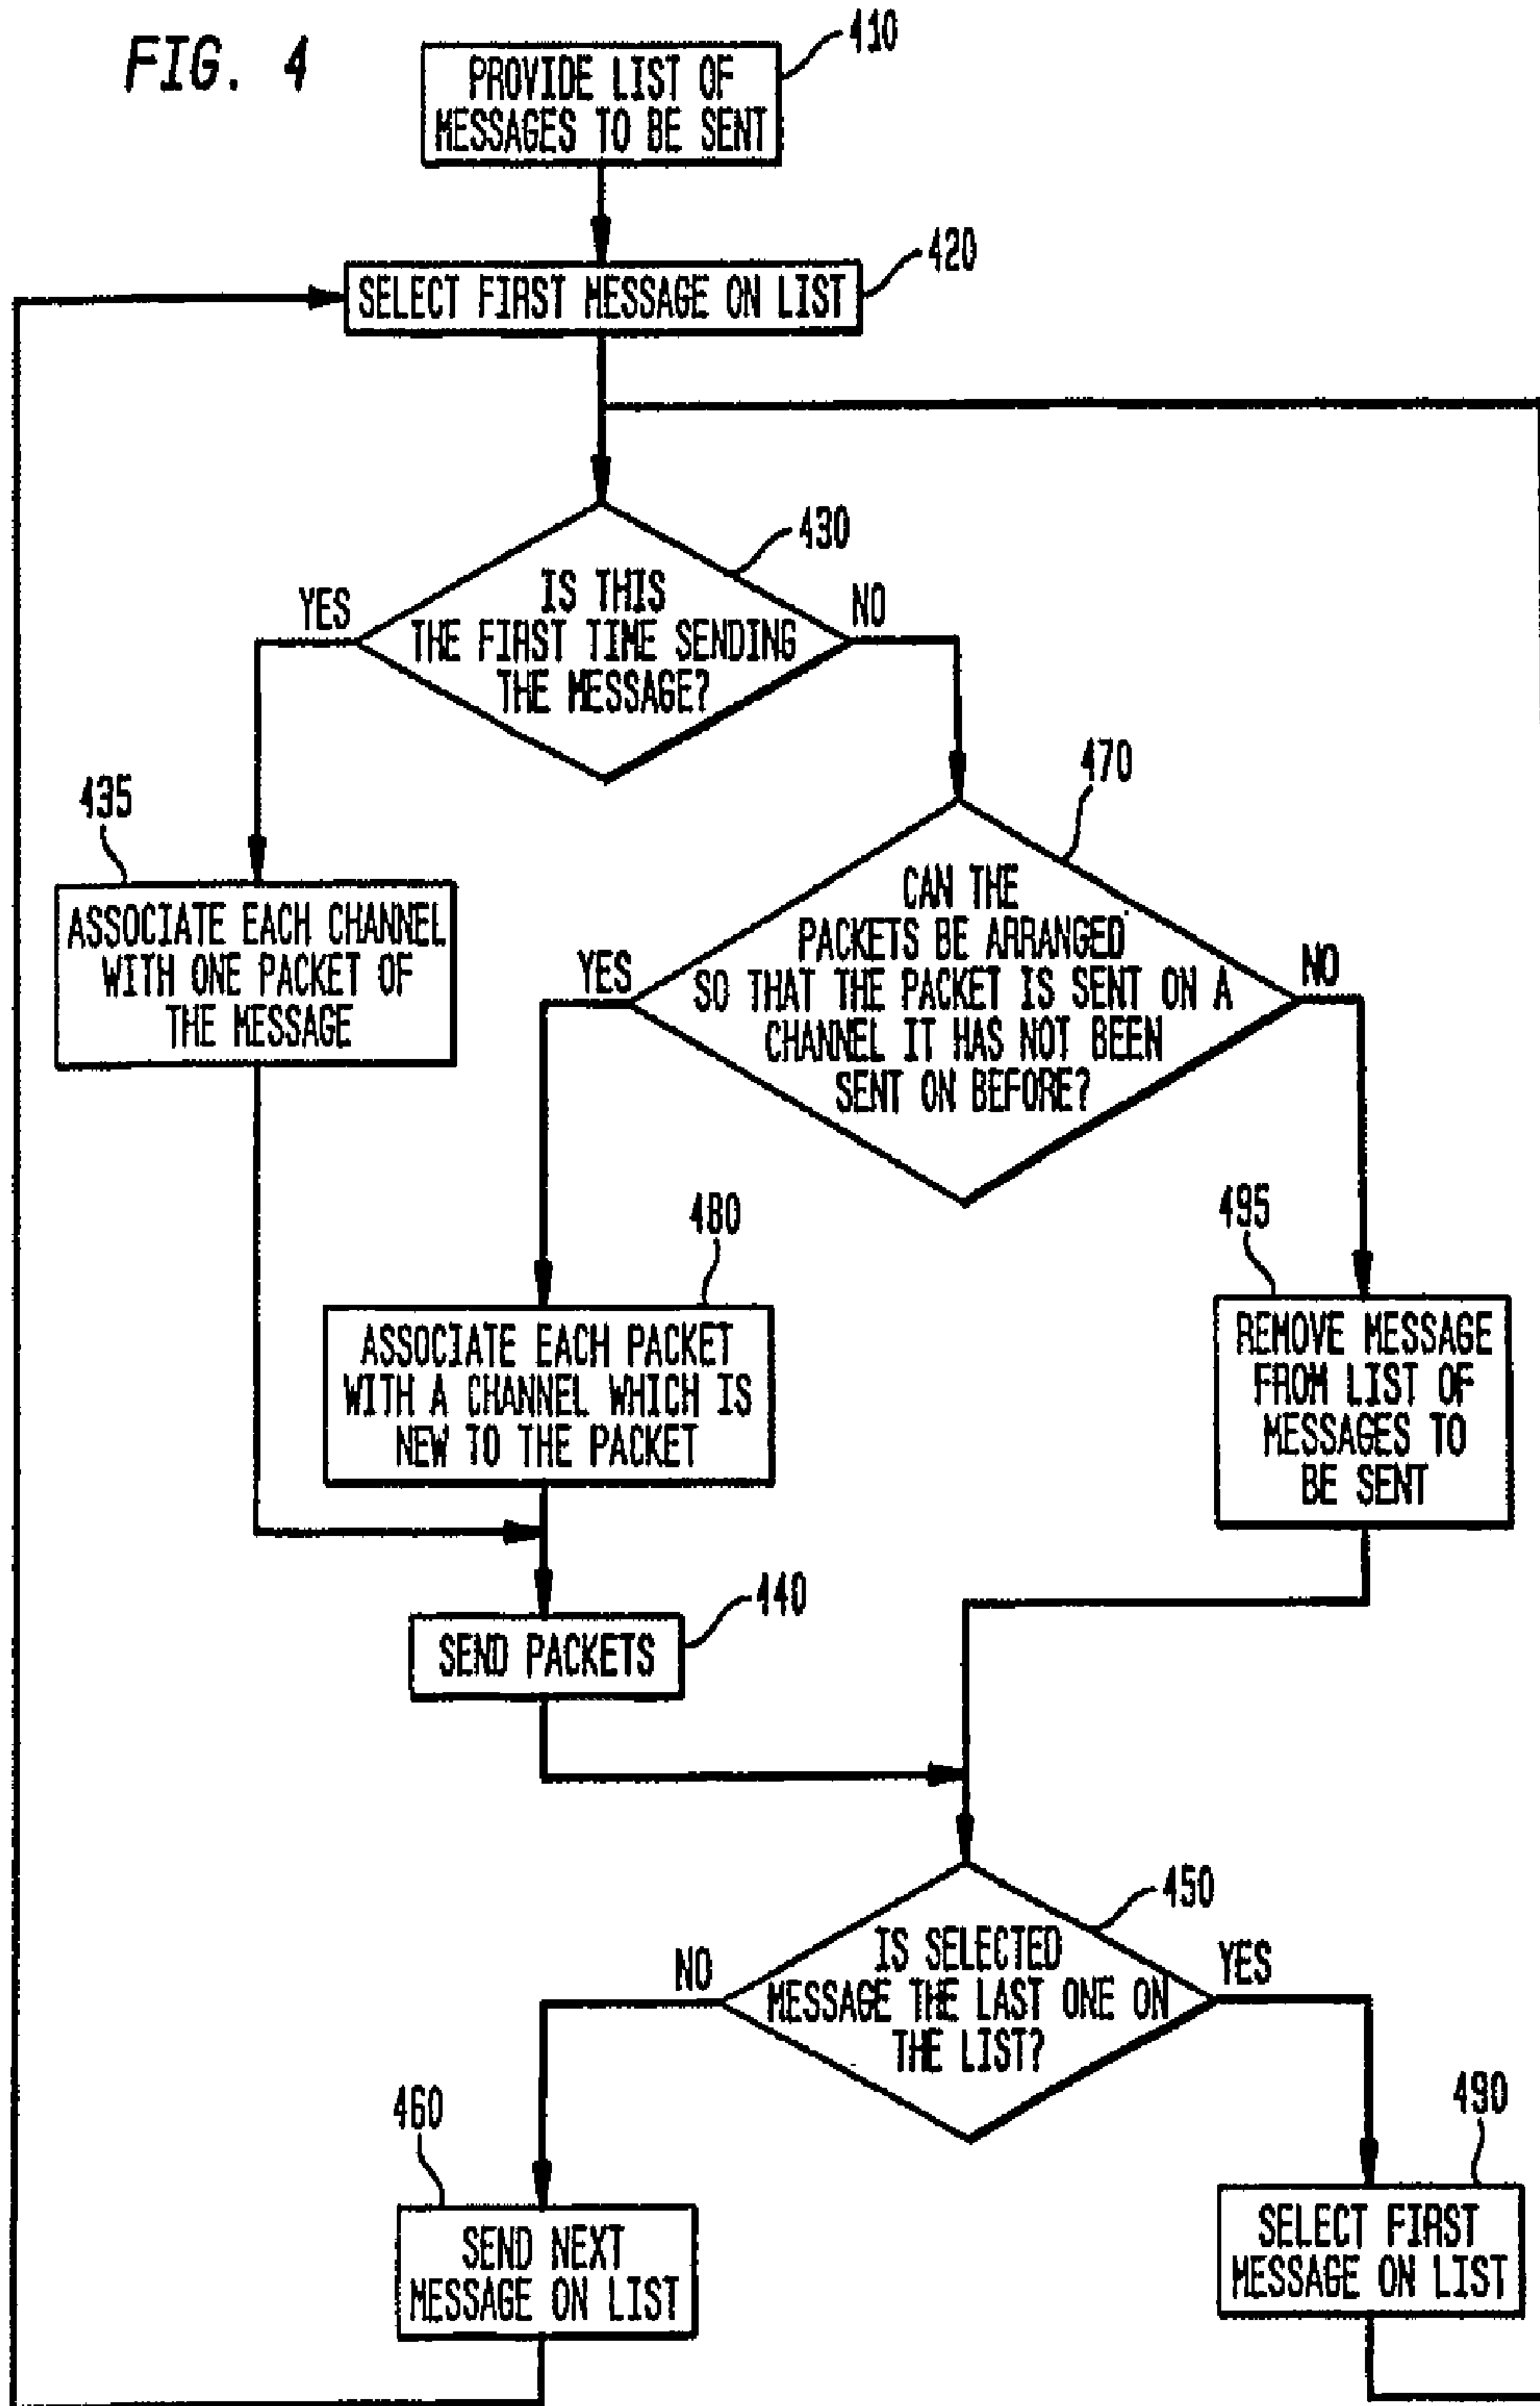 FIG. 4
410
PROVIDE LIST OF
MESSAGES TO BE SENT
420
SELECT FIRST MESSAGE ON LIST
430
IS THIS
THE FIRST TIME SENDING
THE MESSAGE?
YES
NO
435
ASSOCIATE EACH CHANNEL
WITH ONE PACKET OF
THE MESSAGE
470
CAN THE
PACKETS BE ARRANGED
SO THAT THE PACKET IS SENT ON A
CHANNEL IT HAS NOT BEEN
SENT ON BEFORE?
YES
NO
480
ASSOCIATE EACH PACKET
WITH A CHANNEL WHICH IS
NEW TO THE PACKET
495
REMOVE MESSAGE
FROM LIST OF
MESSAGES TO
BE SENT
440
SEND PACKETS
450
IS SELECTED
MESSAGE THE LAST ONE ON
THE LIST?
NO
YES
460
SEND NEXT
MESSAGE ON LIST
490
SELECT FIRST
MESSAGE ON LIST